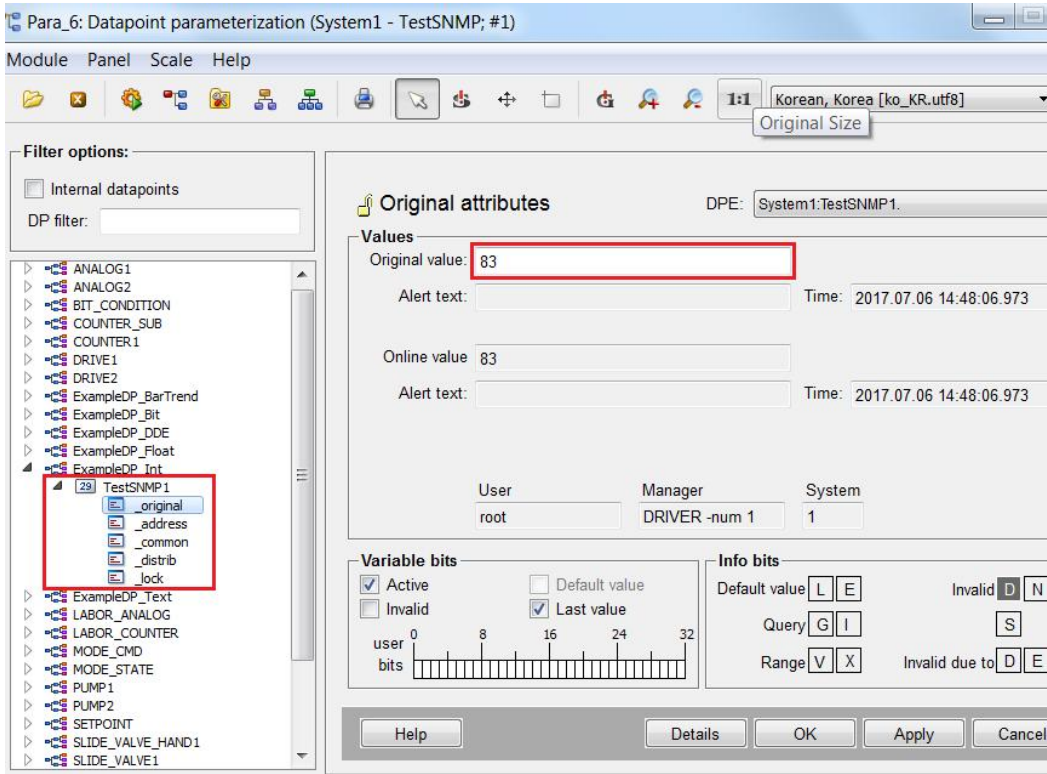 Para_6: Datapoint parameterization (System1 - TestSNMP; #1)
Module Panel Scale Help
1:1 Korean, Korea [ko_KR.utf8]
Original Size
Filter options:
Internal datapoints
DP filter:
ANALOG1
ANALOG2
BIT_CONDITION
COUNTER_SUB
COUNTER1
DRIVE1
DRIVE2
ExampleDP_BarTrend
ExampleDP_Bit
ExampleDP_DDE
ExampleDP_Float
ExampleDP_Int
29 TestSNMP1
_original
_address
_common
_distrib
_lock
ExampleDP_Text
LABOR_ANALOG
LABOR_COUNTER
MODE_CMD
MODE_STATE
PUMP1
PUMP2
SETPOINT
SLIDE_VALVE_HAND1
SLIDE_VALVE1
Original attributes DPE: System1:TestSNMP1.
Values
Original value: 83
Alert text: Time: 2017.07.06 14:48:06.973
Online value 83
Alert text: Time: 2017.07.06 14:48:06.973
User Manager System
root DRIVER -num 1 1
Variable bits
Active Default value
Invalid Last value
0 8 16 24 32
user
bits
Info bits
Default value L E Invalid D N
Query G I S
Range V X Invalid due to D E
Help Details OK Apply Cancel